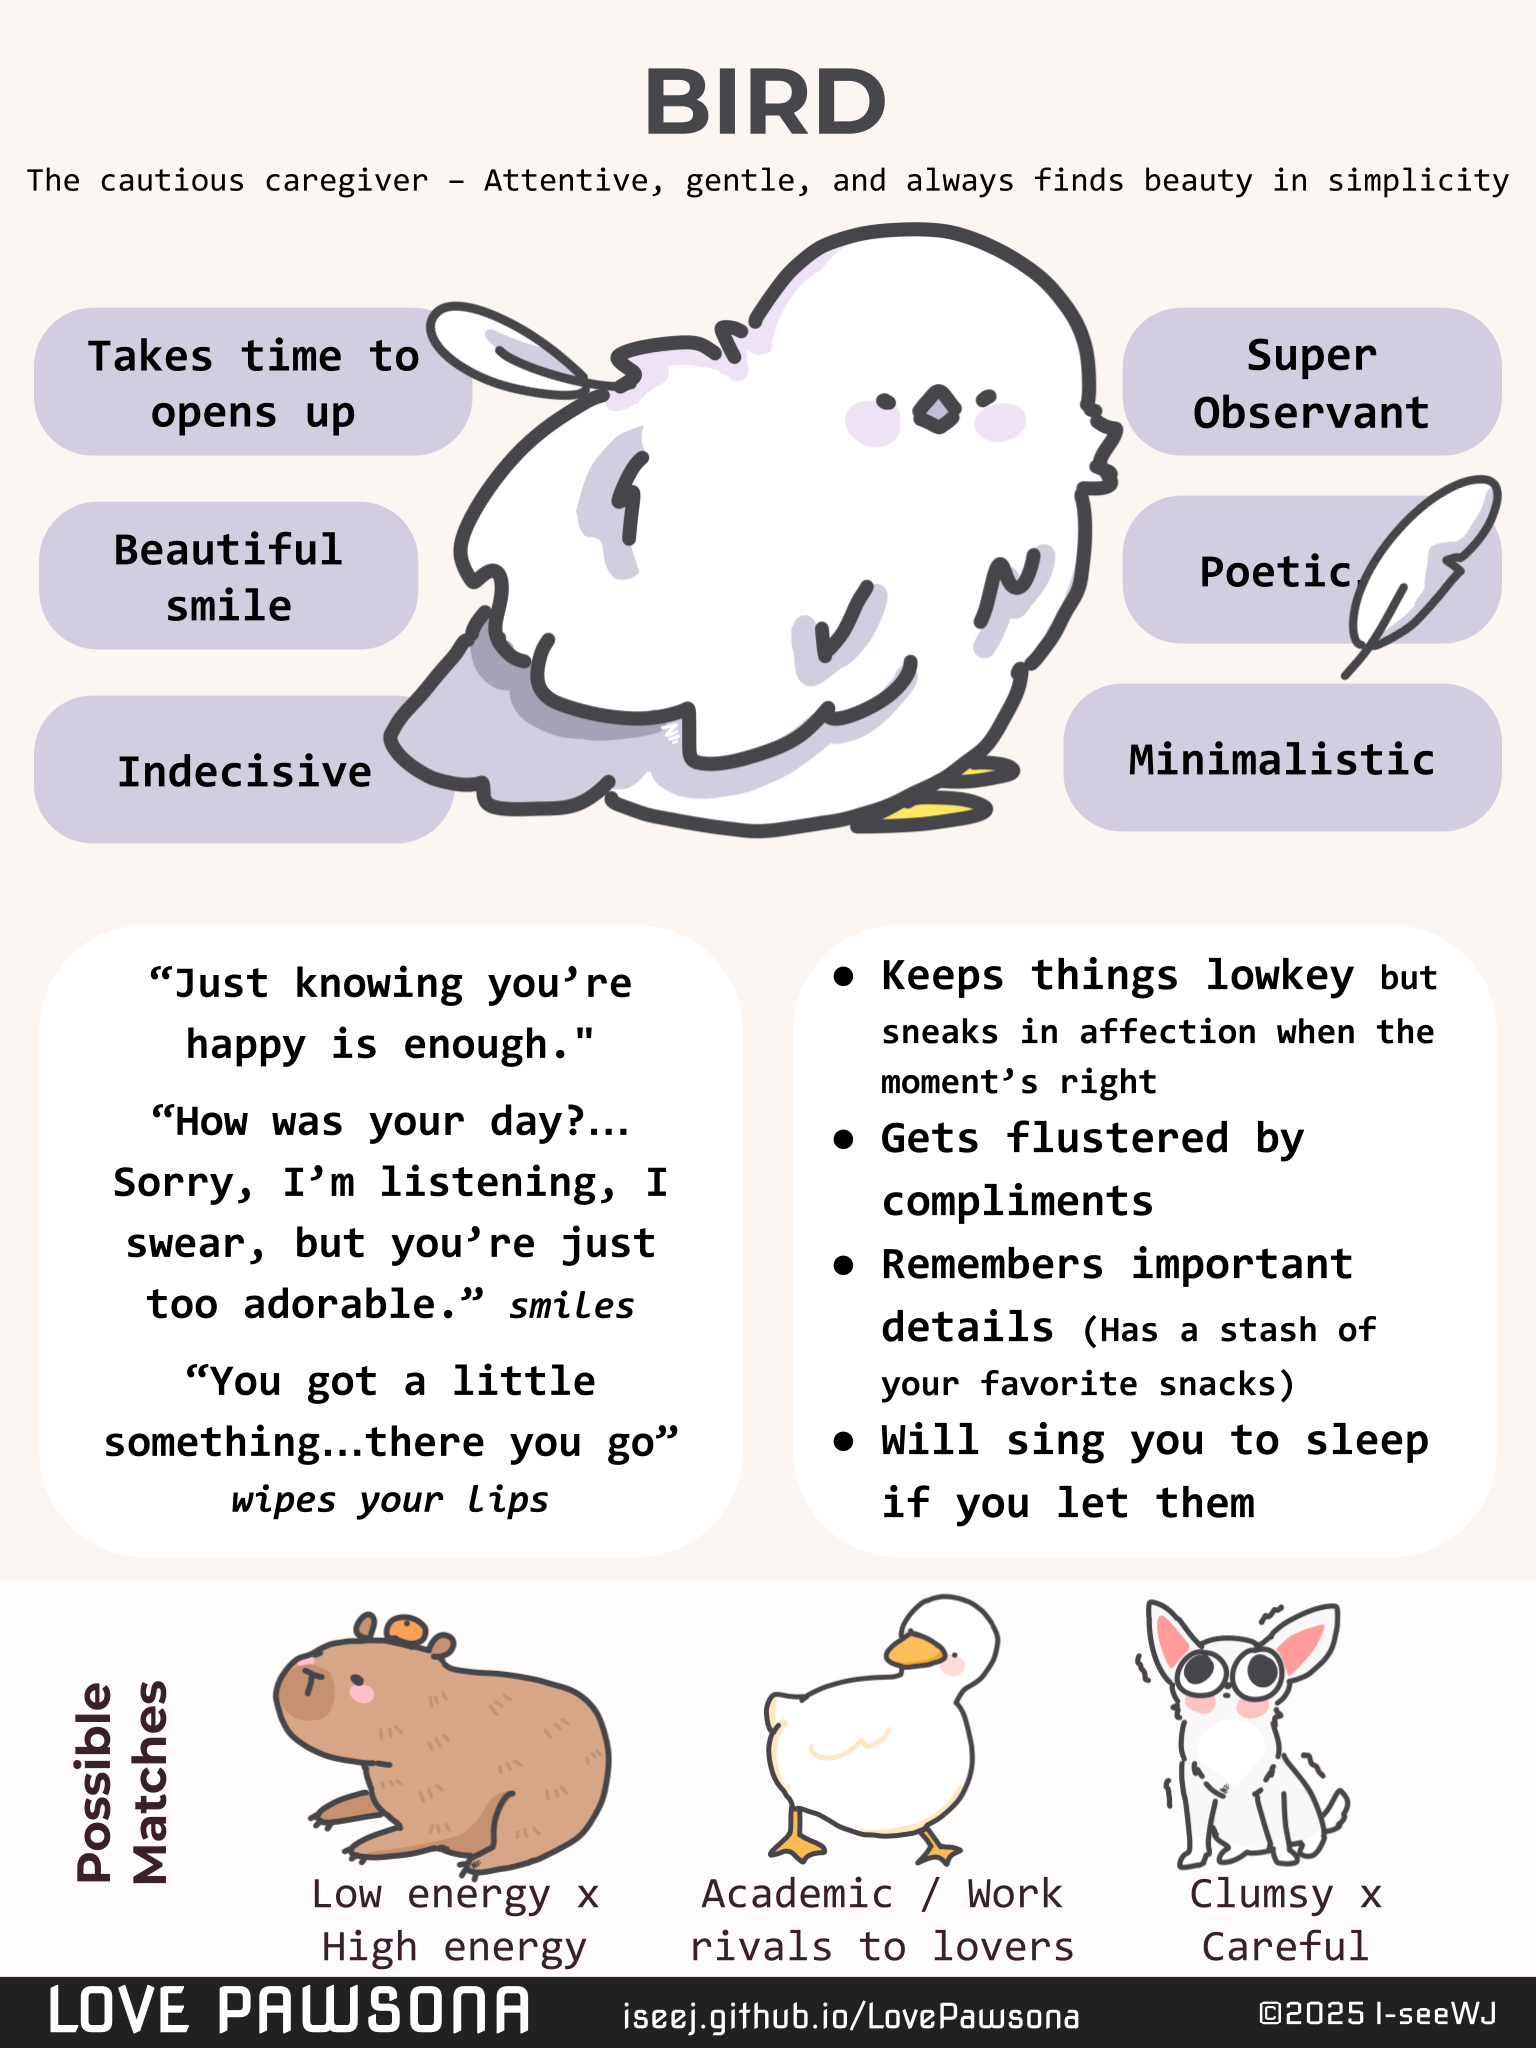 BIRD
The cautious caregiver – Attentive, gentle, and always finds beauty in simplicity
Takes time to
opens up
Super
Observant
Beautiful
smile
Poetic
Indecisive
Minimalistic
“Just knowing you’re
happy is enough."
“How was your day?...
Sorry, I’m listening, I
swear, but you’re just
too adorable.” smiles
“You got a little
something...there you go”
wipes your lips
● Keeps things lowkey but
sneaks in affection when the
moment’s right
● Gets flustered by
compliments
● Remembers important
details (Has a stash of
your favorite snacks)
● Will sing you to sleep
if you let them
Possible
Matches
Low energy x
High energy
Academic / Work
rivals to lovers
Clumsy x
Careful
LOVE PAWSONA
iseej.github.io/LovePawsona
©2025 I-seeWJ